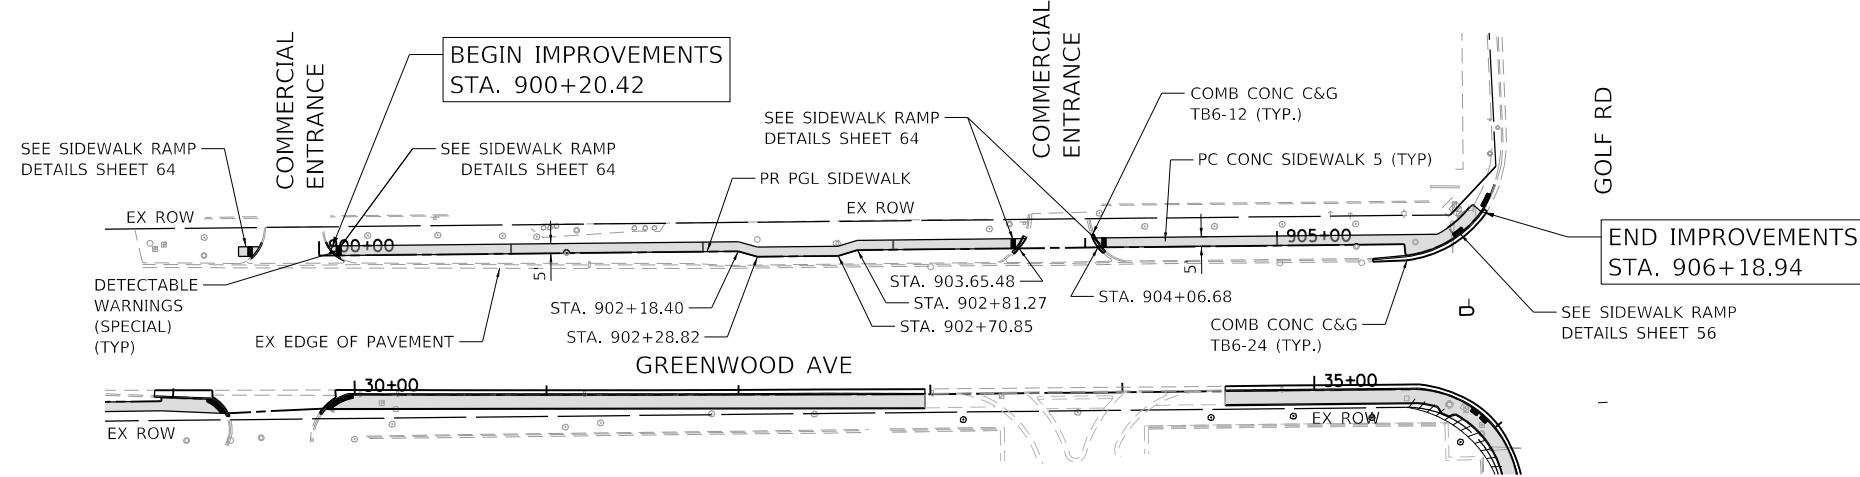 COMMERCIAL
ENTRANCE
BEGIN IMPROVEMENTS
STA. 900+20.42
COMMERCIAL
ENTRANCE
COMB CONC C&G
TB6-12 (TYP.)
GOLF RD
SEE SIDEWALK RAMP
DETAILS SHEET 64
SEE SIDEWALK RAMP
DETAILS SHEET 64
SEE SIDEWALK RAMP
DETAILS SHEET 64
PC CONC SIDEWALK 5 (TYP)
PR PGL SIDEWALK
EX ROW
EX ROW
900+00
905+00
END IMPROVEMENTS
STA. 906+18.94
5'
5'
DETECTABLE
WARNINGS
(SPECIAL)
(TYP)
STA. 903.65.48
STA. 902+18.40
STA. 902+81.27
STA. 904+06.68
STA. 902+28.82
STA. 902+70.85
EX EDGE OF PAVEMENT
COMB CONC C&G
TB6-24 (TYP.)
SEE SIDEWALK RAMP
DETAILS SHEET 56
GREENWOOD AVE
30+00
35+00
EX ROW
EX ROW